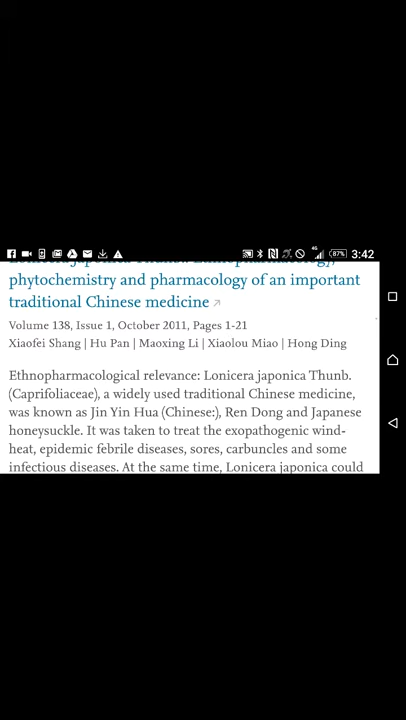 4G 87% 3:42
phytochemistry and pharmacology of an important
traditional Chinese medicine
Volume 138, Issue 1, October 2011, Pages 1-21
Xiaofei Shang | Hu Pan | Maoxing Li | Xiaolou Miao | Hong Ding
Ethnopharmacological relevance: Lonicera japonica Thunb.
(Caprifoliaceae), a widely used traditional Chinese medicine,
was known as Jin Yin Hua (Chinese:), Ren Dong and Japanese
honeysuckle. It was taken to treat the exopathogenic wind-
heat, epidemic febrile diseases, sores, carbuncles and some
infectious diseases. At the same time, Lonicera japonica could